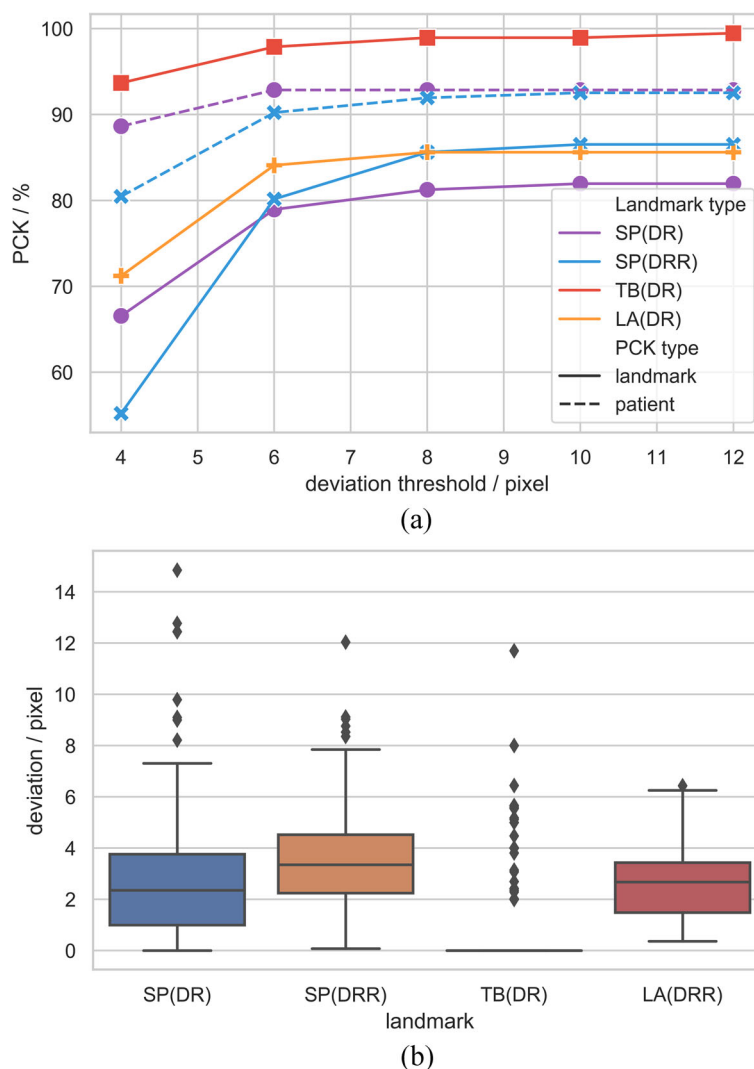 100
90
80
70
60
PCK / %
Landmark type
SP(DR)
SP(DRR)
TB(DR)
LA(DR)
PCK type
landmark
patient
4 5 6 7 8 9 10 11 12
deviation threshold / pixel
(a)
14
12
10
8
6
4
2
0
deviation / pixel
SP(DR) SP(DRR) TB(DR) LA(DRR)
landmark
(b)